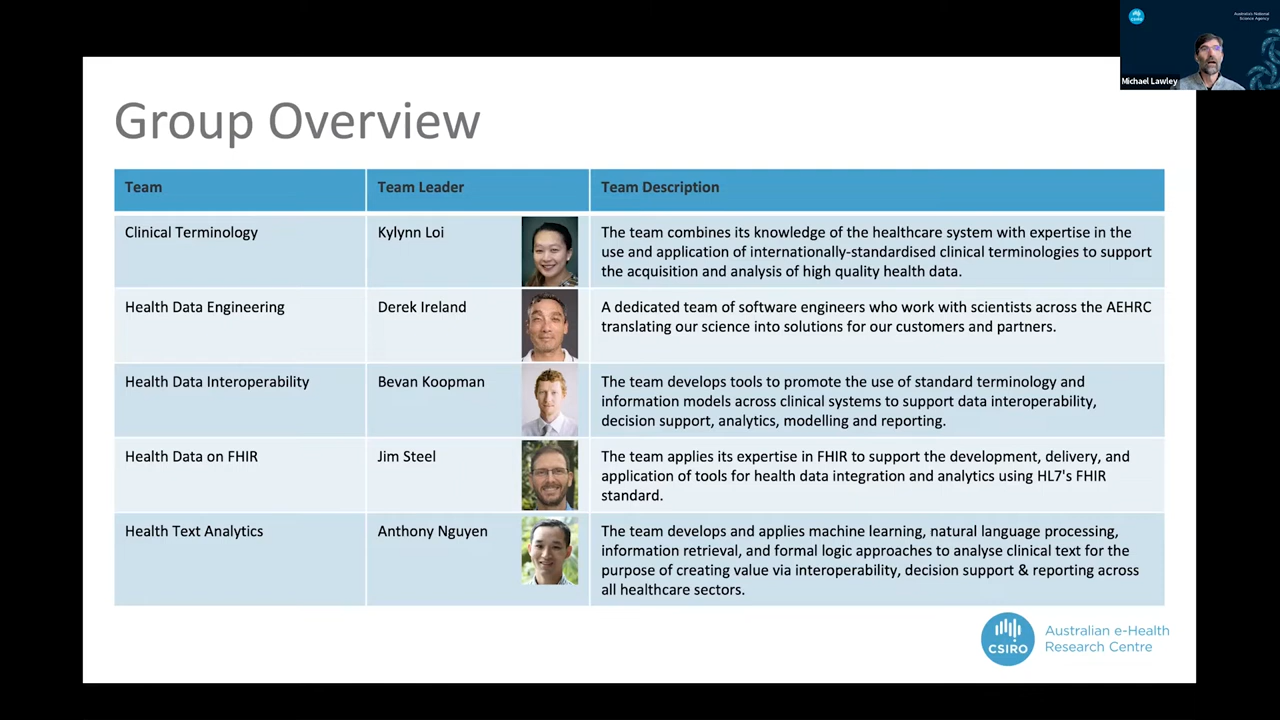 CSIRO
Australia's National
Science Agency
Michael Lawley
Group Overview
Team
Team Leader
Team Description
Clinical Terminology
Kylynn Loi
The team combines its knowledge of the healthcare system with expertise in the
use and application of internationally-standardised clinical terminologies to support
the acquisition and analysis of high quality health data.
Health Data Engineering
Derek Ireland
A dedicated team of software engineers who work with scientists across the AEHRC
translating our science into solutions for our customers and partners.
Health Data Interoperability
Bevan Koopman
The team develops tools to promote the use of standard terminology and
information models across clinical systems to support data interoperability,
decision support, analytics, modelling and reporting.
Health Data on FHIR
Jim Steel
The team applies its expertise in FHIR to support the development, delivery, and
application of tools for health data integration and analytics using HL7's FHIR
standard.
Health Text Analytics
Anthony Nguyen
The team develops and applies machine learning, natural language processing,
information retrieval, and formal logic approaches to analyse clinical text for the
purpose of creating value via interoperability, decision support & reporting across
all healthcare sectors.
CSIRO
Australian e-Health
Research Centre